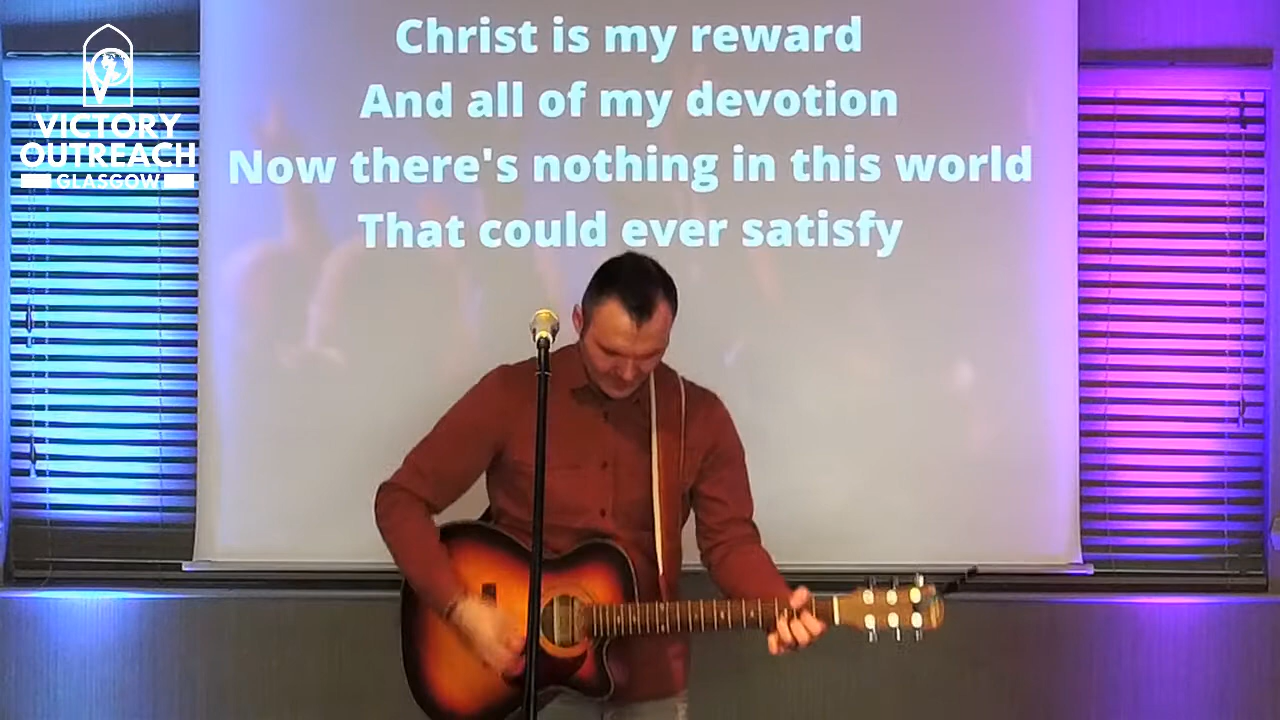 Christ is my reward
And all of my devotion
Now there's nothing in this world
That could ever satisfy
VICTORY
OUTREACH
GLASGOW